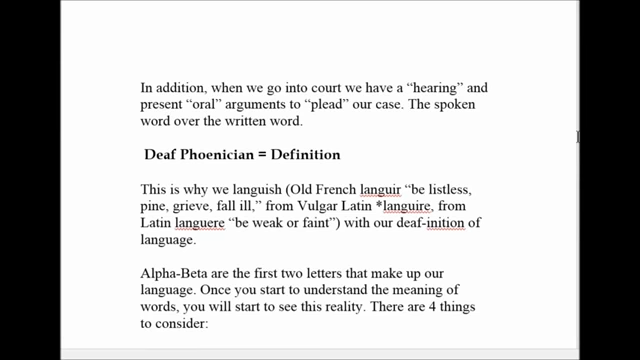 In addition, when we go into court we have a “hearing” and
present “oral” arguments to “plead” our case. The spoken
word over the written word.
Deaf Phoenician = Definition
This is why we languish (Old French languir “be listless,
pine, grieve, fall ill,” from Vulgar Latin *languire, from
Latin languere “be weak or faint”) with our deaf-inition of
language.
Alpha-Beta are the first two letters that make up our
language. Once you start to understand the meaning of
words, you will start to see this reality. There are 4 things
to consider: